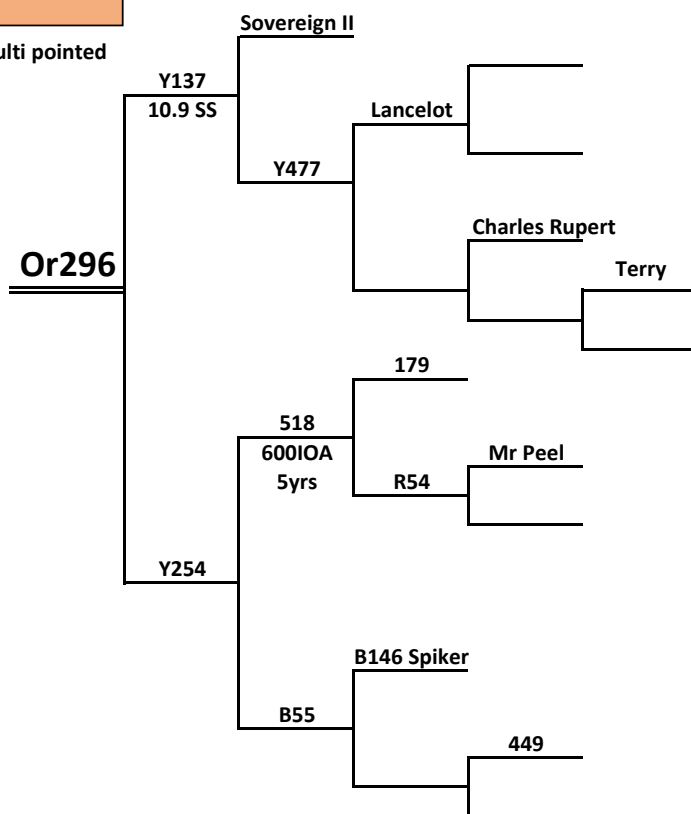 Sovereign II
ulti pointed
Y137
10.9 SS
Lancelot
Y477
Charles Rupert
Or296
Terry
179
518
600IOA
5yrs
Mr Peel
R54
Y254
B146 Spiker
B55
449